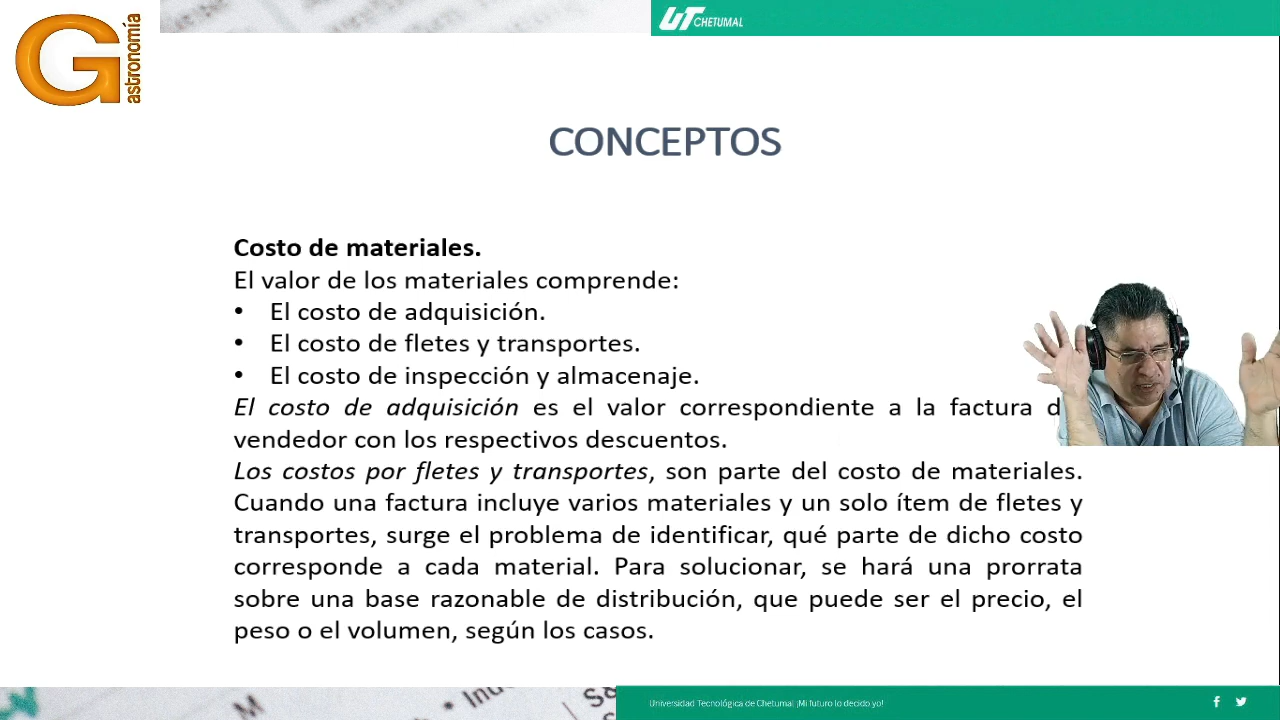 Gastronomía
UT CHETUMAL
CONCEPTOS
Costo de materiales.
El valor de los materiales comprende:
• El costo de adquisición.
• El costo de fletes y transportes.
• El costo de inspección y almacenaje.
El costo de adquisición es el valor correspondiente a la factura d
vendedor con los respectivos descuentos.
Los costos por fletes y transportes, son parte del costo de materiales.
Cuando una factura incluye varios materiales y un solo ítem de fletes y
transportes, surge el problema de identificar, qué parte de dicho costo
corresponde a cada material. Para solucionar, se hará una prorrata
sobre una base razonable de distribución, que puede ser el precio, el
peso o el volumen, según los casos.
M
Universidad Tecnológica de Chetumal ¡Mi futuro lo decido yo!